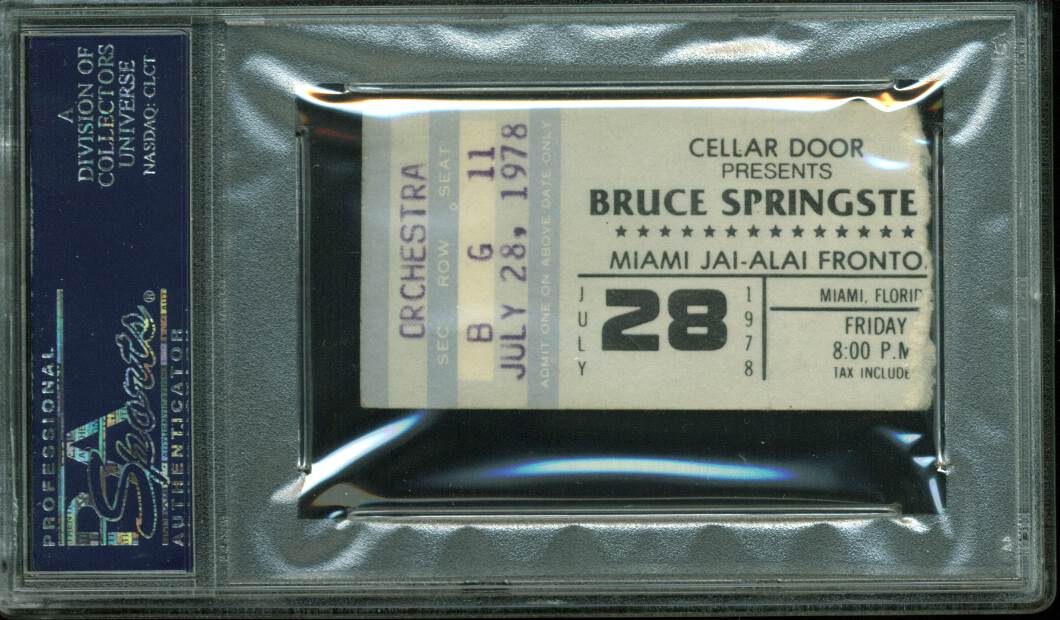 A
DIVISION OF
COLLECTORS
UNIVERSE
NASDAQ: CLCT
PROFESSIONAL
PSA
Sports®
AUTHENTICATOR
ORCHESTRA
SEC ROW SEAT
B G 11
JULY 28, 1978
ADMIT ONE ON ABOVE DATE ONLY
CELLAR DOOR
PRESENTS
BRUCE SPRINGSTE
★★★★★★★★★★★★★★
MIAMI JAI-ALAI FRONTO
JULY 28 1978
MIAMI, FLORID
FRIDAY
8:00 P.M
TAX INCLUDE